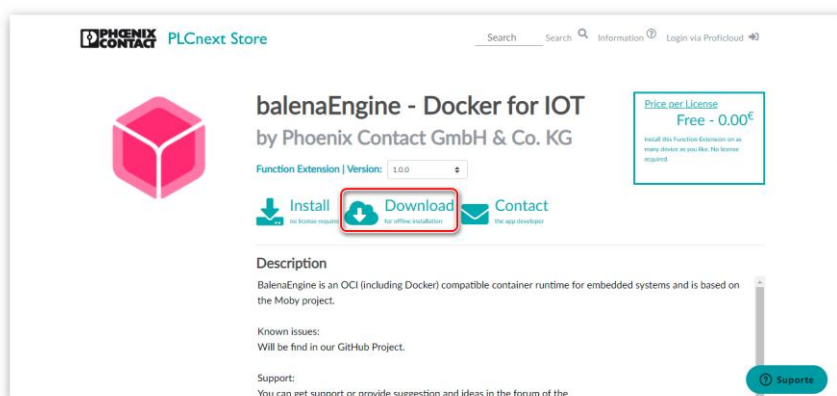 PHŒNIX
CONTACT
PLCnext Store
Search Search Information Login via Proficloud
balenaEngine - Docker for IOT
by Phoenix Contact GmbH & Co. KG
Function Extension | Version: 1.0.0
Price per License
Free - 0.00€
Install this Function Extension on as
many device as you like. No license
required
Install
no license required
Download
for offline installation
Contact
the app developer
Description
BalenaEngine is an OCI (including Docker) compatible container runtime for embedded systems and is based on
the Moby project.
Known issues:
Will be find in our GitHub Project.
Support:
You can get support or provide suggestion and ideas in the forum of the
Suporte